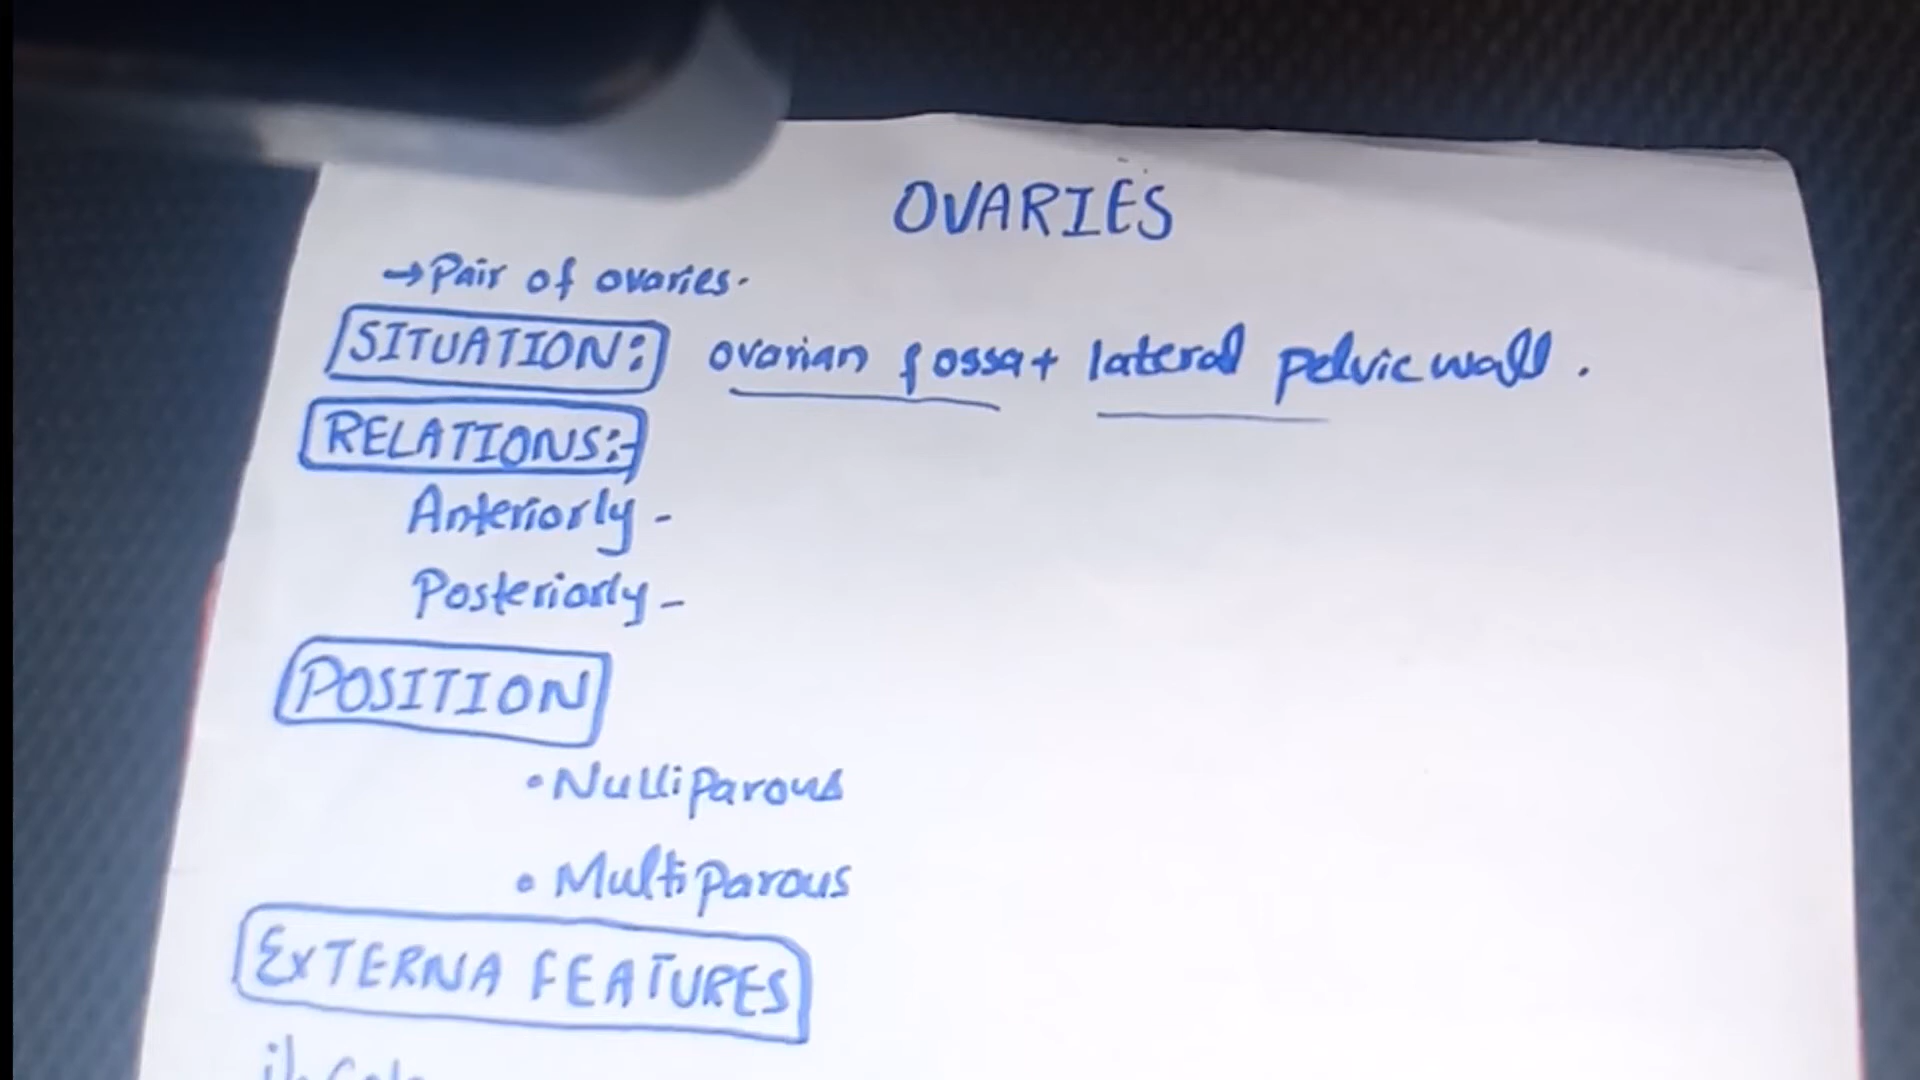 OVARIES
→ Pair of ovaries.
SITUATION: ovarian fossa + lateral pelvic wall.
RELATIONS:-
Anteriorly -
Posteriorly -
POSITION
• Nulliparous
• Multiparous
EXTERNA FEATURES